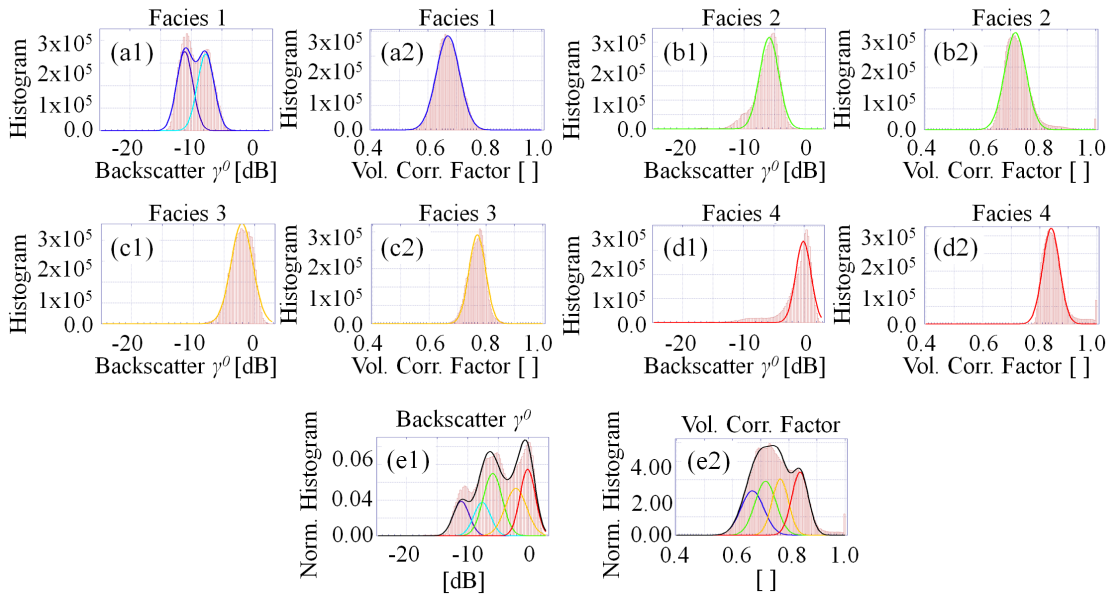 Facies 1
Histogram
3x10⁵
2x10⁵
1x10⁵
0.0
(a1)
-20 -10 0
Backscatter γ⁰ [dB]
Facies 1
Histogram
3x10⁵
2x10⁵
1x10⁵
0.0
(a2)
0.4 0.6 0.8 1.0
Vol. Corr. Factor [ ]
Facies 2
Histogram
3x10⁵
2x10⁵
1x10⁵
0.0
(b1)
-20 -10 0
Backscatter γ⁰ [dB]
Facies 2
Histogram
3x10⁵
2x10⁵
1x10⁵
0.0
(b2)
0.4 0.6 0.8 1.0
Vol. Corr. Factor [ ]
Facies 3
Histogram
3x10⁵
2x10⁵
1x10⁵
0.0
(c1)
-20 -10 0
Backscatter γ⁰ [dB]
Facies 3
Histogram
3x10⁵
2x10⁵
1x10⁵
0.0
(c2)
0.4 0.6 0.8 1.0
Vol. Corr. Factor [ ]
Facies 4
Histogram
3x10⁵
2x10⁵
1x10⁵
0.0
(d1)
-20 -10 0
Backscatter γ⁰ [dB]
Facies 4
Histogram
3x10⁵
2x10⁵
1x10⁵
0.0
(d2)
0.4 0.6 0.8 1.0
Vol. Corr. Factor [ ]
Backscatter γ⁰
Norm. Histogram
0.06
0.04
0.00
(e1)
-20 -10 0
[dB]
Vol. Corr. Factor
Norm. Histogram
4.00
2.00
0.00
(e2)
0.4 0.6 0.8 1.0
[ ]